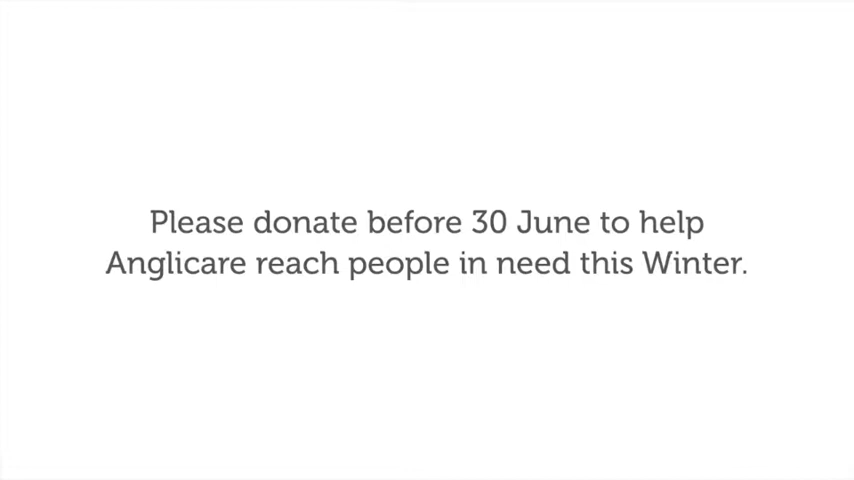 Please donate before 30 June to help
Anglicare reach people in need this Winter.